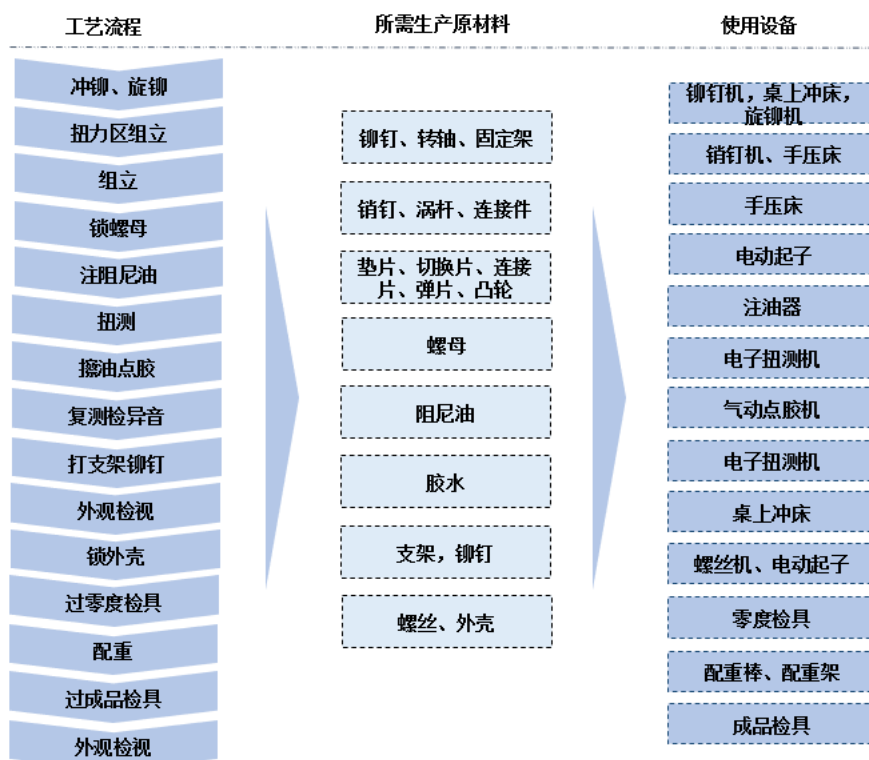 工艺流程
所需生产原材料
使用设备
冲铆、旋铆
扭力区组立
组立
锁螺母
注阻尼油
扭测
擦油点胶
复测检异音
打支架铆钉
外观检视
锁外壳
过零度检具
配重
过成品检具
外观检视
铆钉、转轴、固定架
销钉、涡杆、连接件
垫片、切换片、连接
片、弹片、凸轮
螺母
阻尼油
胶水
支架，铆钉
螺丝、外壳
铆钉机，桌上冲床，
旋铆机
销钉机、手压床
手压床
电动起子
注油器
电子扭测机
气动点胶机
电子扭测机
桌上冲床
螺丝机、电动起子
零度检具
配重棒、配重架
成品检具